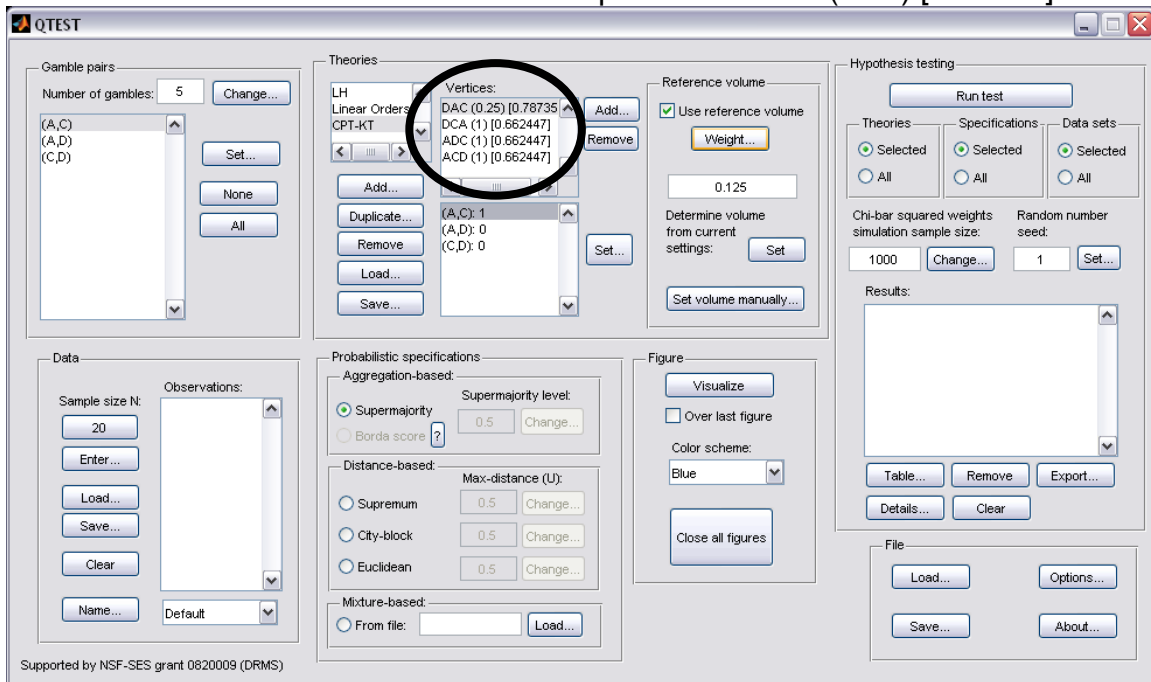 QTEST
Gamble pairs
Number of gambles: 5 Change...
(A,C)
(A,D)
(C,D)
Set...
None
All
Theories
LH
Linear Orders
CPT-KT
Add...
Duplicate...
Remove
Load...
Save...
Vertices:
DAC (0.25) [0.78735
DCA (1) [0.662447]
ADC (1) [0.662447]
ACD (1) [0.662447]
Add...
Remove
(A,C): 1
(A,D): 0
(C,D): 0
Set...
Reference volume
Use reference volume
Weight...
0.125
Determine volume
from current
settings: Set
Set volume manually...
Hypothesis testing
Run test
Theories
Selected
All
Specifications
Selected
All
Data sets
Selected
All
Chi-bar squared weights
simulation sample size:
1000 Change...
Random number
seed:
1 Set...
Results:
Table... Remove Export...
Details... Clear
Data
Sample size N:
20
Enter...
Load...
Save...
Clear
Name...
Observations:
Default
Probabilistic specifications
Aggregation-based:
Supermajority
Borda score ?
Supermajority level:
0.5 Change...
Distance-based:
Max-distance (U):
Supremum 0.5 Change...
City-block 0.5 Change...
Euclidean 0.5 Change...
Mixture-based:
From file: Load...
Figure
Visualize
Over last figure
Color scheme:
Blue
Close all figures
File
Load... Options...
Save... About...
Supported by NSF-SES grant 0820009 (DRMS)